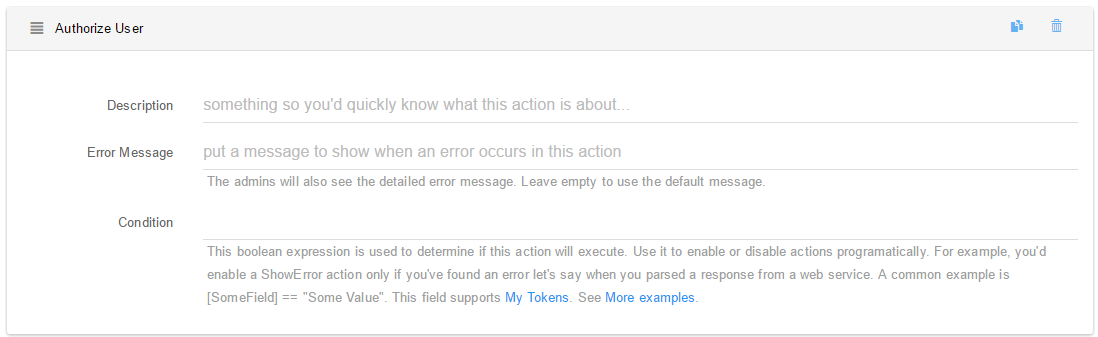 Authorize User
Description
something so you'd quickly know what this action is about...
Error Message
put a message to show when an error occurs in this action
The admins will also see the detailed error message. Leave empty to use the default message.
Condition
This boolean expression is used to determine if this action will execute. Use it to enable or disable actions programatically. For example, you'd
enable a ShowError action only if you've found an error let's say when you parsed a response from a web service. A common example is
[SomeField] == "Some Value". This field supports My Tokens. See More examples.